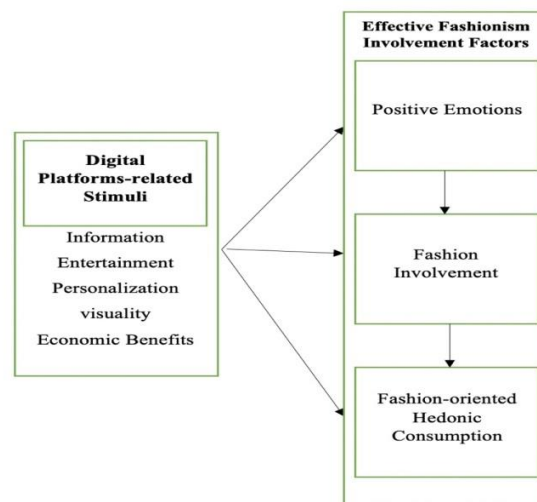 Digital
Platforms-related
Stimuli
Information
Entertainment
Personalization
visuality
Economic Benefits
Effective Fashionism
Involvement Factors
Positive Emotions
Fashion
Involvement
Fashion-oriented
Hedonic
Consumption